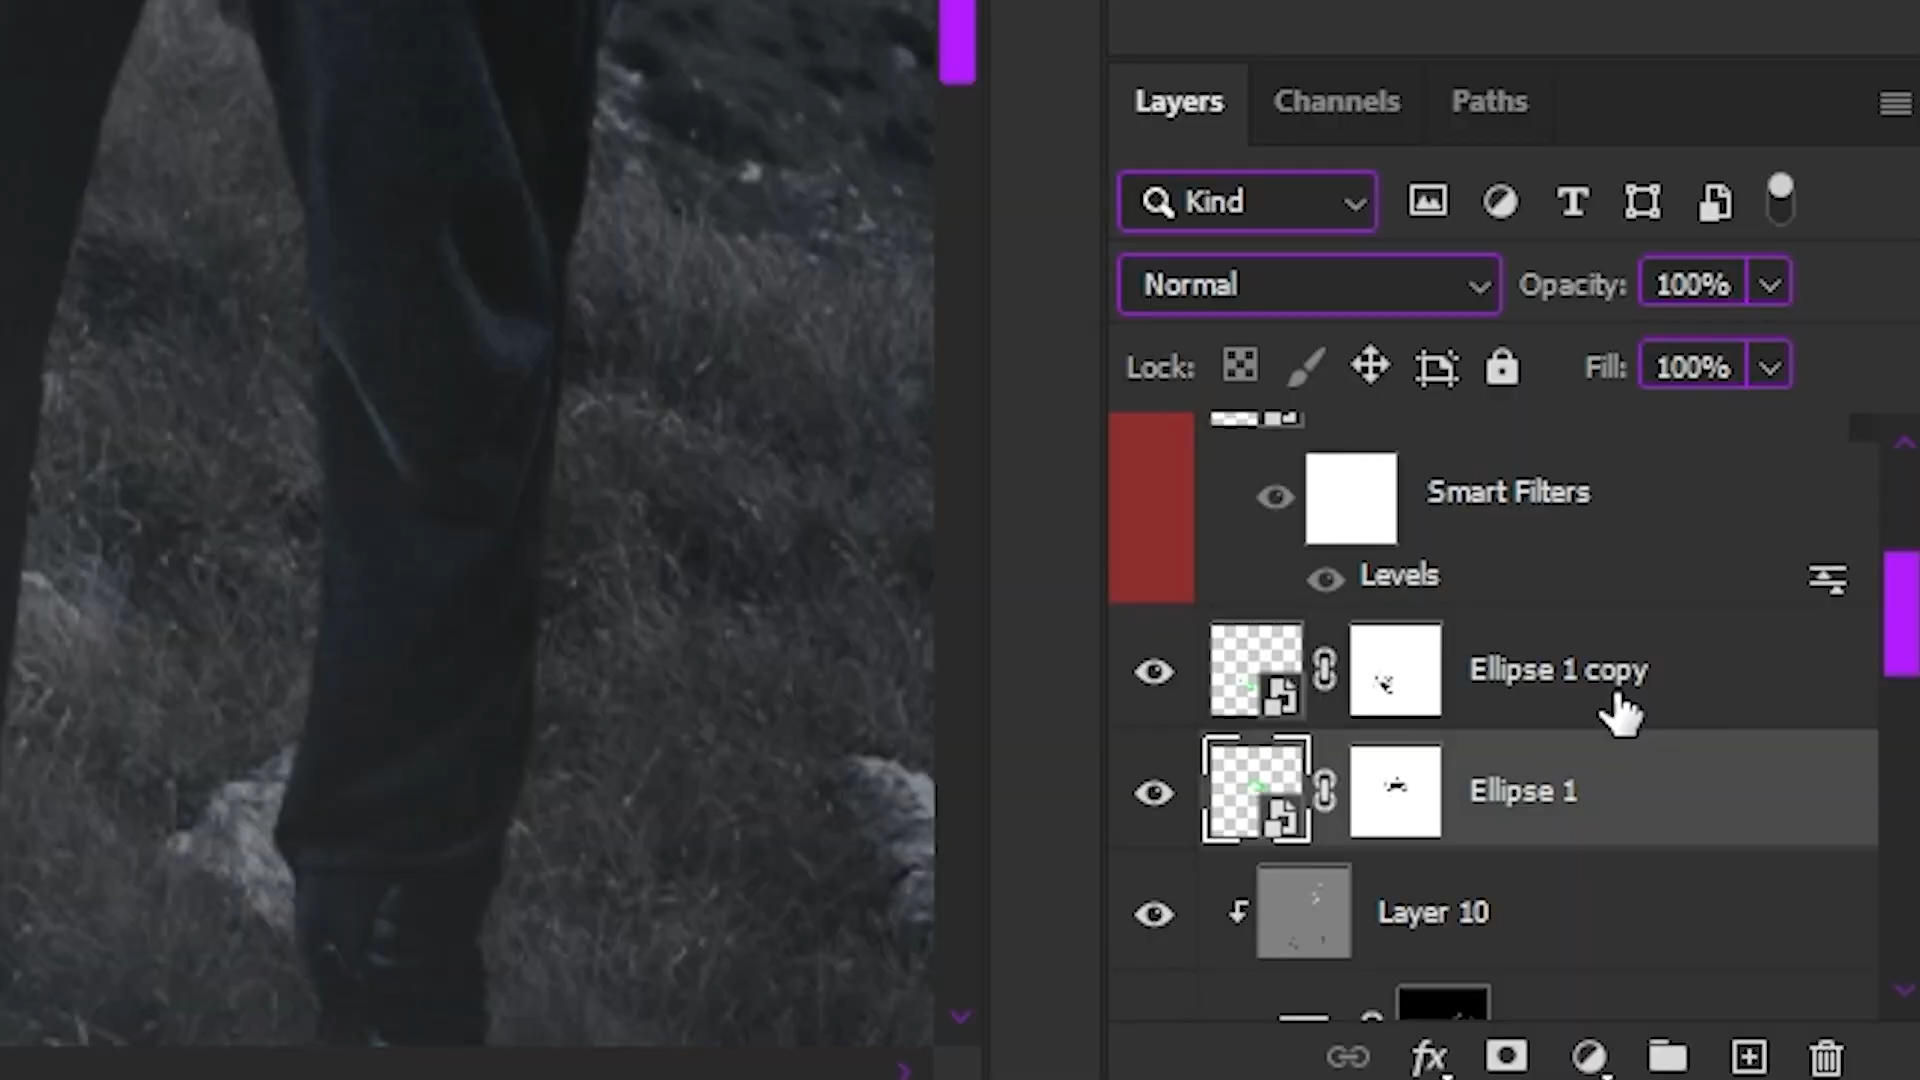 Layers Channels Paths
Kind
Normal Opacity: 100%
Lock: Fill: 100%
Smart Filters
Levels
Ellipse 1 copy
Ellipse 1
Layer 10
fx